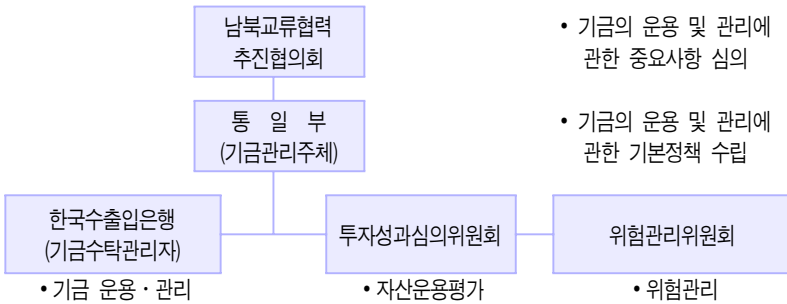 남북교류협력
추진협의회
• 기금의 운용 및 관리에
관한 중요사항 심의
통 일 부
(기금관리주체)
• 기금의 운용 및 관리에
관한 기본정책 수립
한국수출입은행
(기금수탁관리자)
투자성과심의위원회
위험관리위원회
• 기금 운용 · 관리
• 자산운용평가
• 위험관리